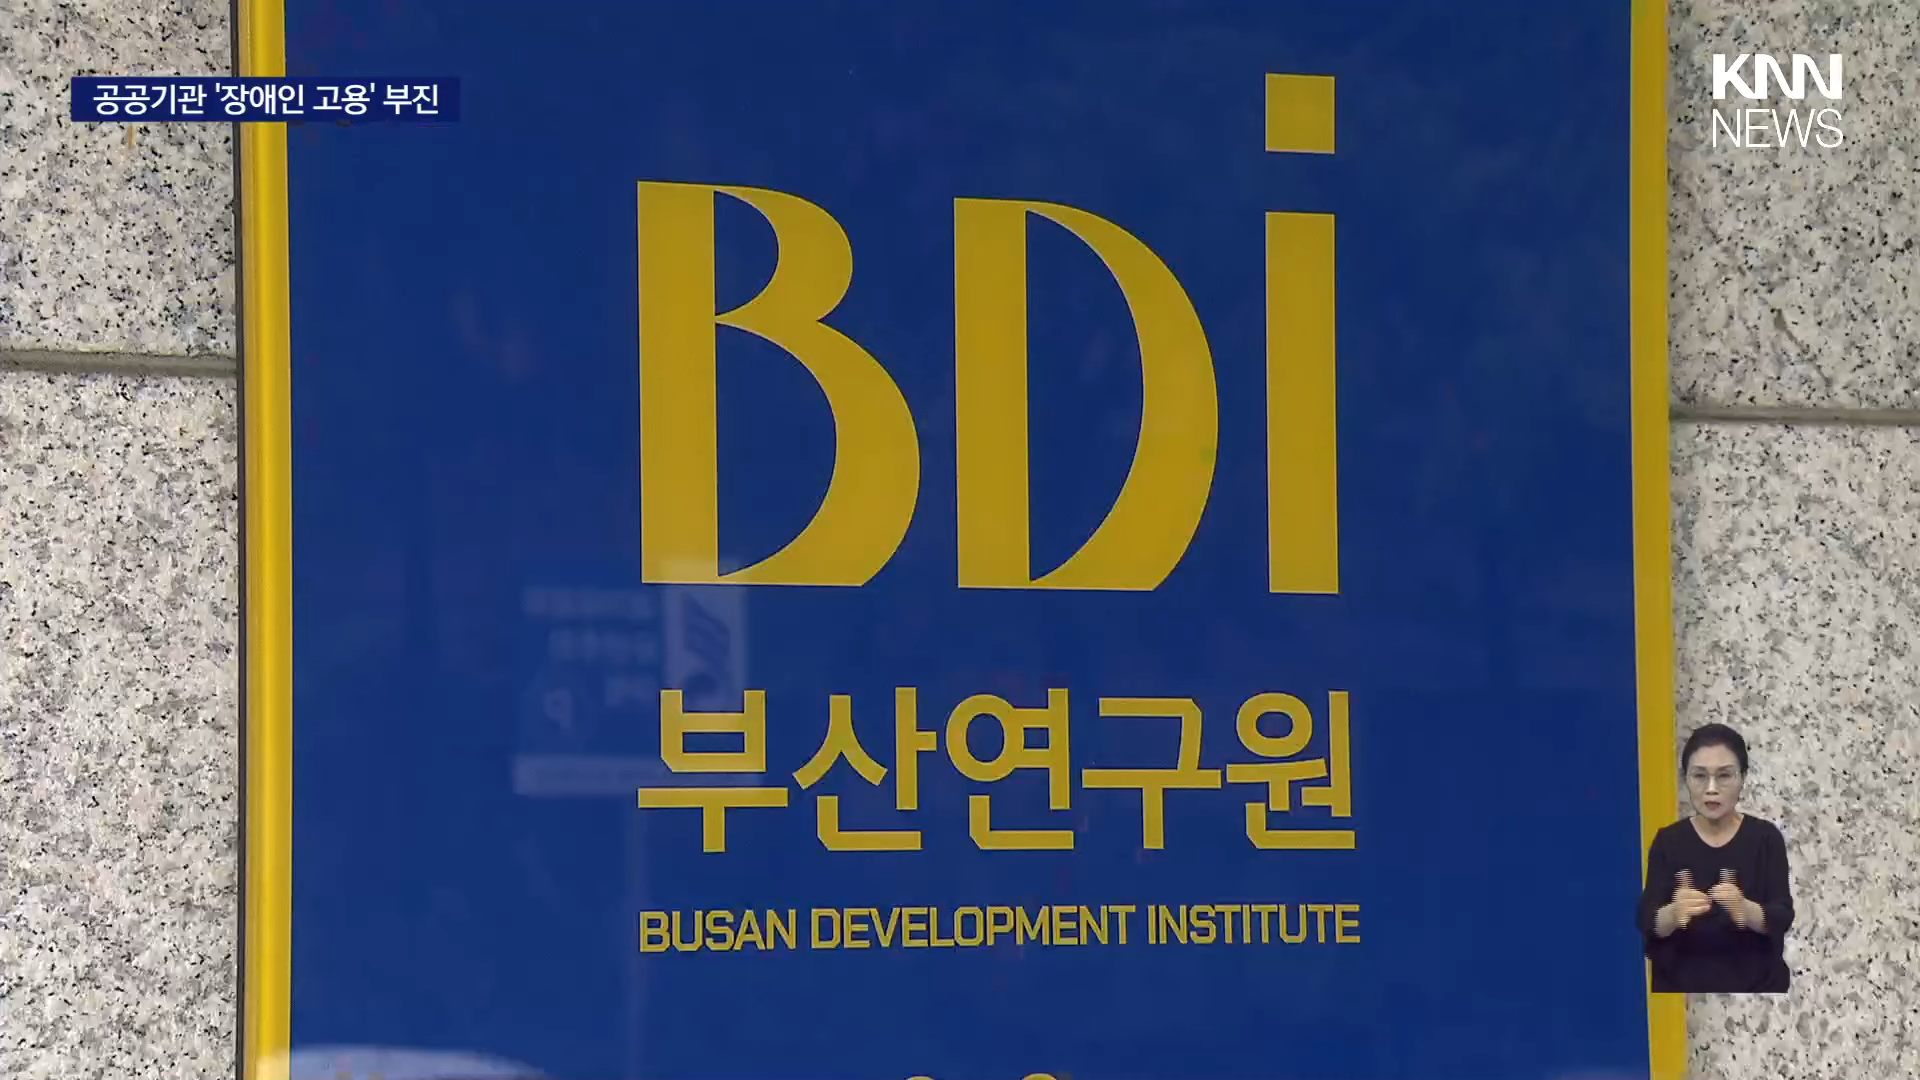 공공기관 '장애인 고용' 부진
KNN
NEWS
BDi
부산연구원
BUSAN DEVELOPMENT INSTITUTE